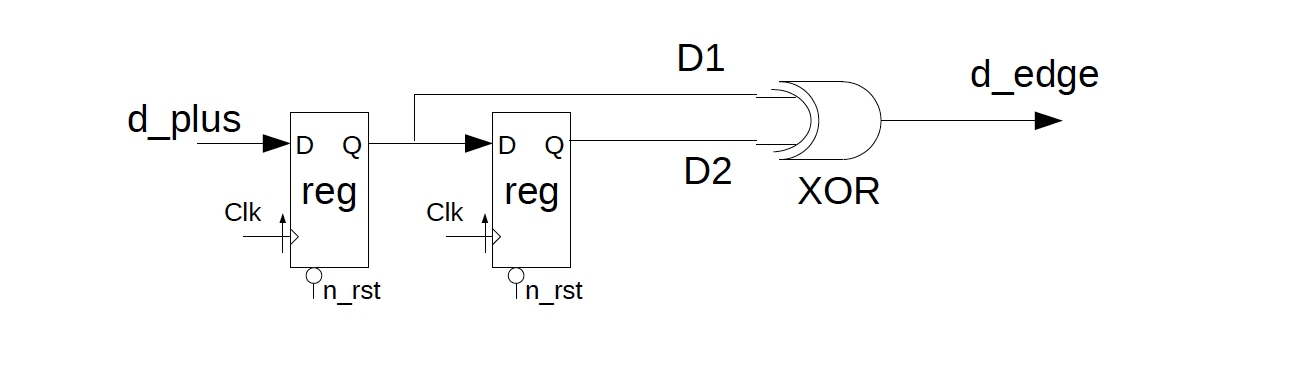 D1
d_edge
d_plus
D Q
D Q
D2
reg
reg
XOR
Clk
Clk
n_rst
n_rst